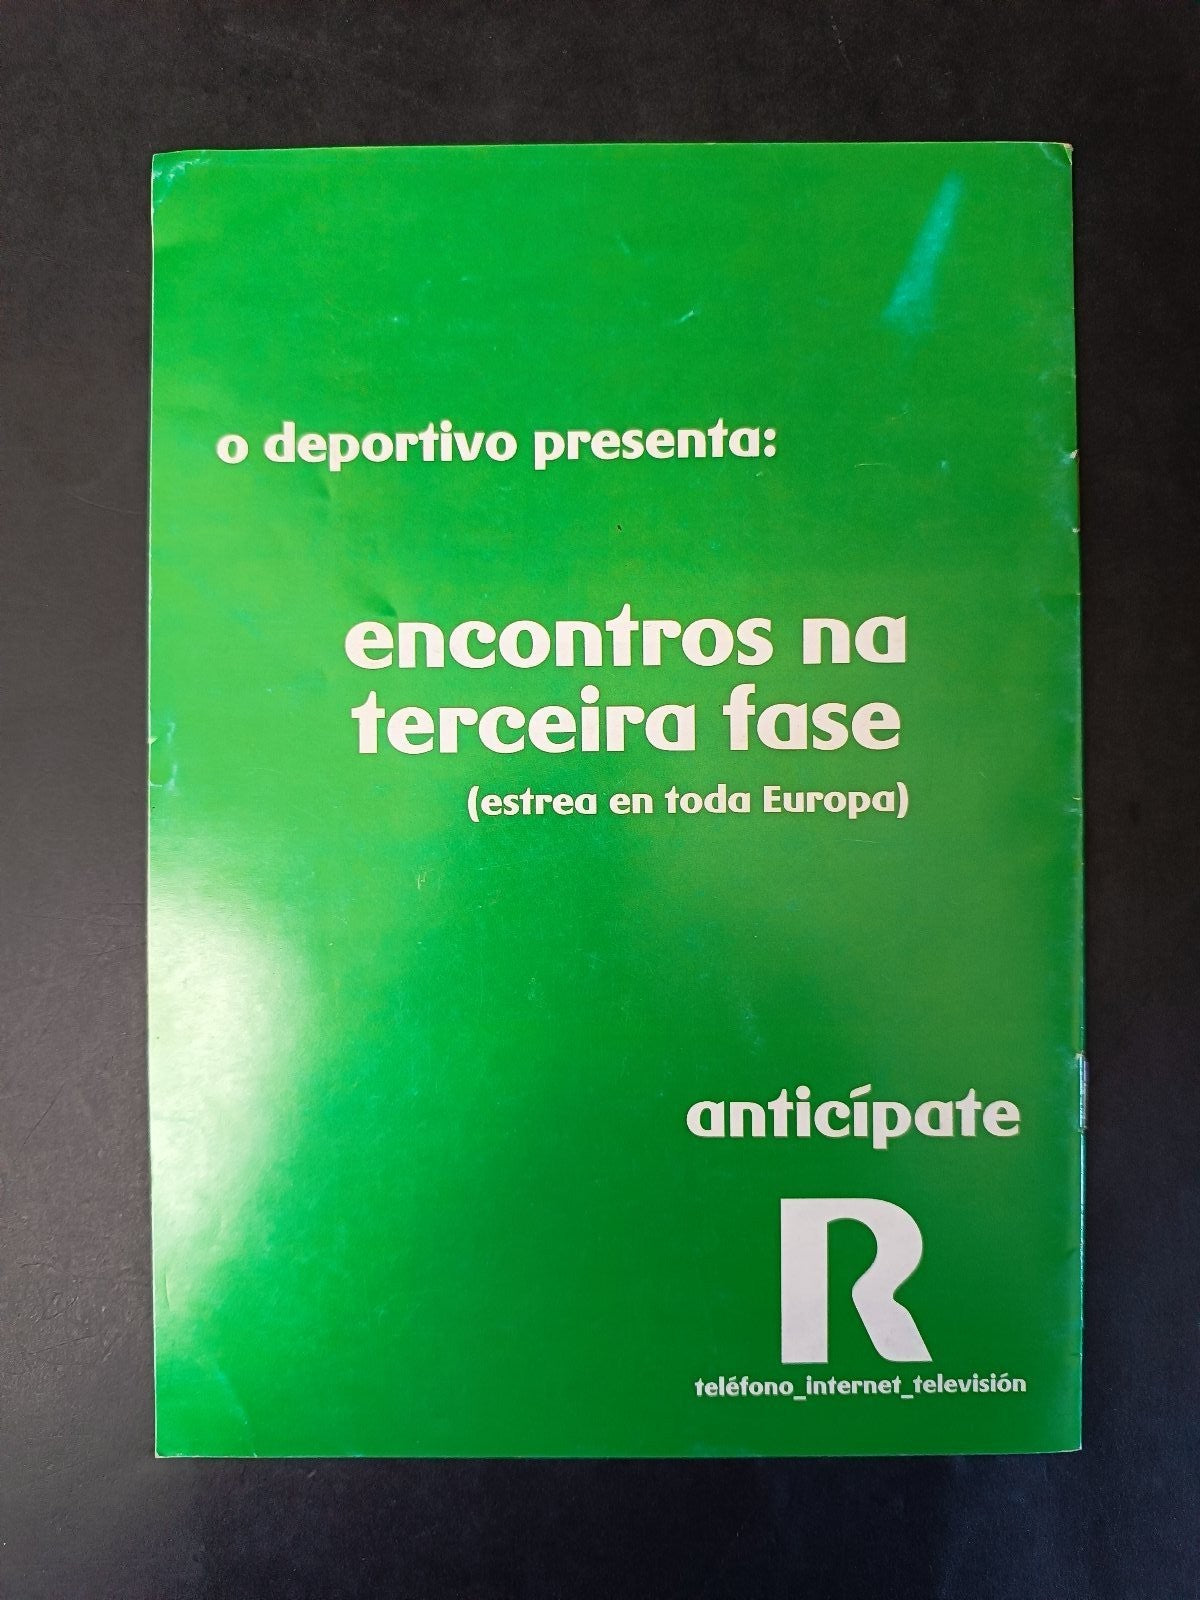 o deportivo presenta:
encontros na
terceira fase
(estrea en toda Europa)
anticípate
R
teléfono_internet_televisión